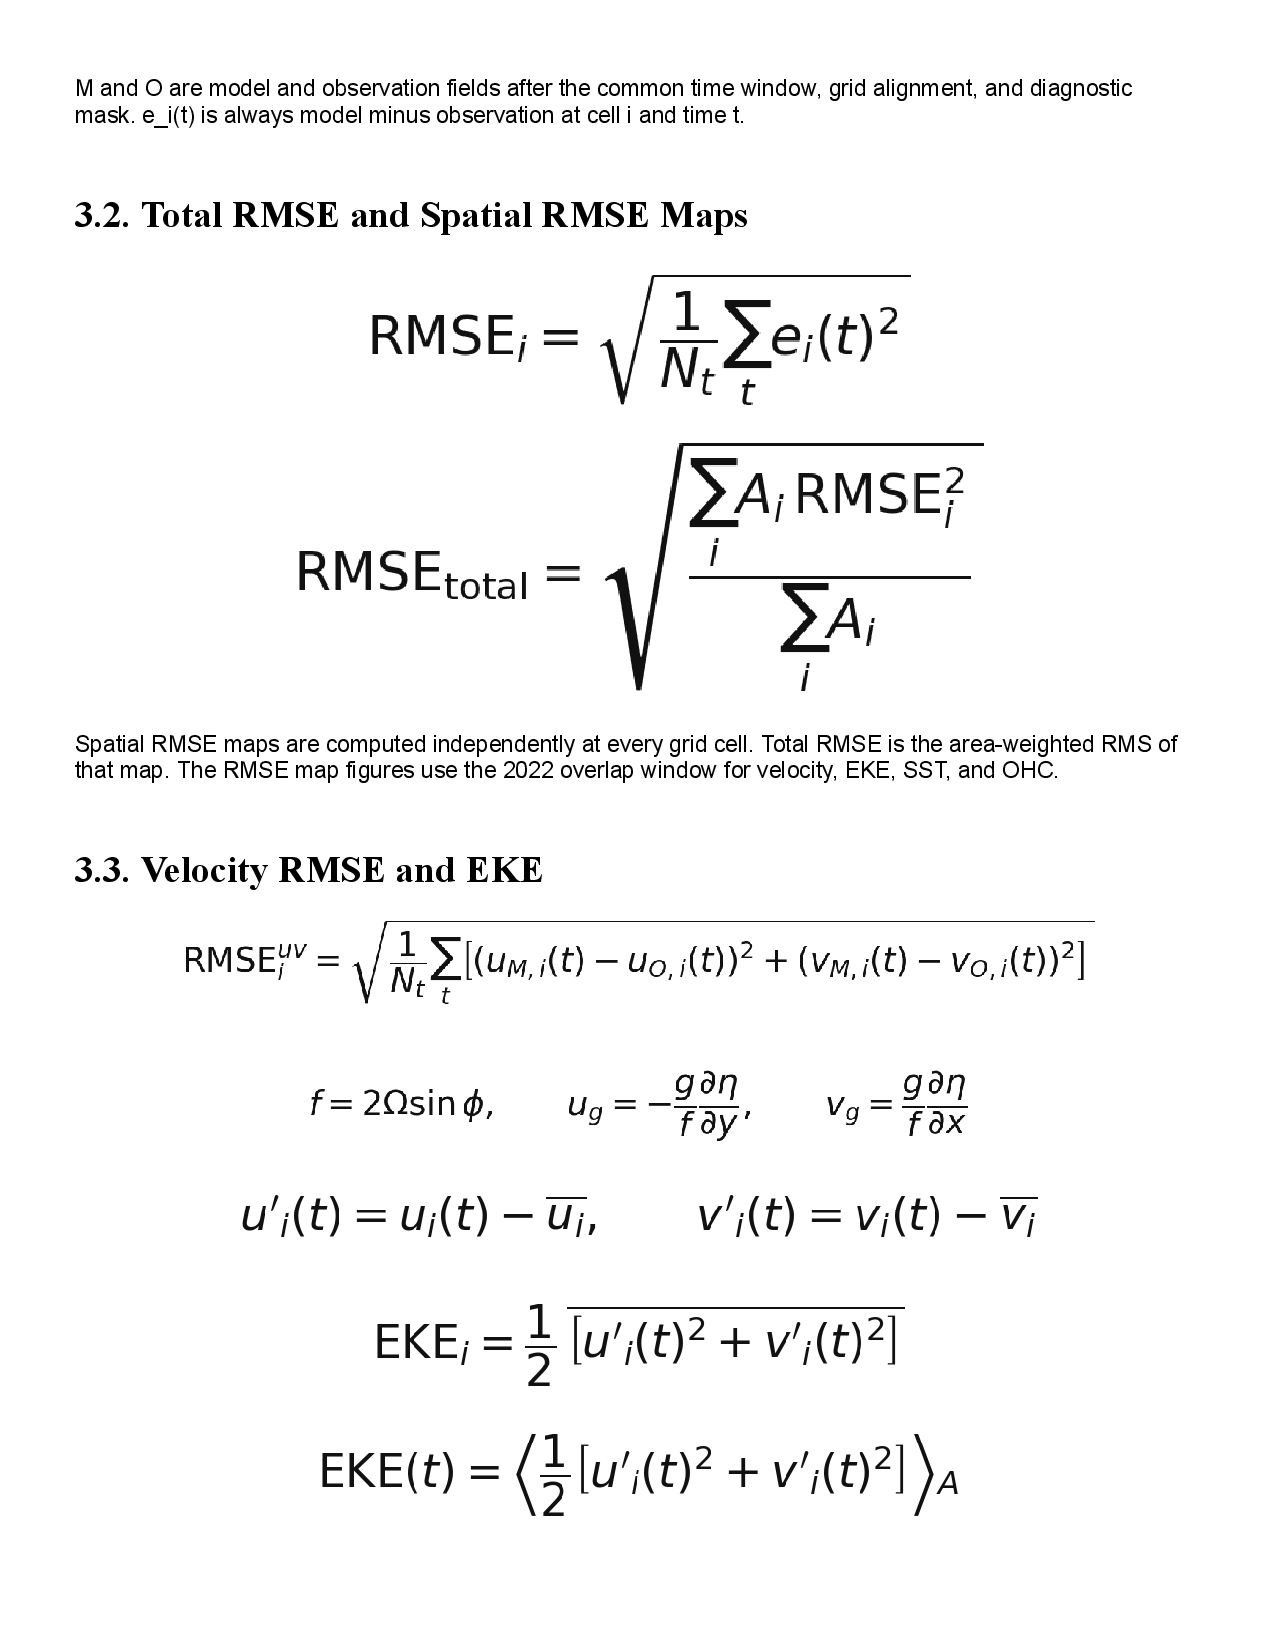 M and O are model and observation fields after the common time window, grid alignment, and diagnostic
mask. e_i(t) is always model minus observation at cell i and time t.
3.2. Total RMSE and Spatial RMSE Maps
RMSE_i = √(1/N_t ∑_t e_i(t)²)
RMSE_total = √(∑_i A_i RMSE_i² / ∑_i A_i)
Spatial RMSE maps are computed independently at every grid cell. Total RMSE is the area-weighted RMS of
that map. The RMSE map figures use the 2022 overlap window for velocity, EKE, SST, and OHC.
3.3. Velocity RMSE and EKE
RMSE_i^{uv} = √(1/N_t ∑_t [(u_{M,i}(t) − u_{O,i}(t))² + (v_{M,i}(t) − v_{O,i}(t))²])
f = 2Ω sin ϕ, u_g = −(g/f)(∂η/∂y), v_g = (g/f)(∂η/∂x)
u′_i(t) = u_i(t) − \overline{u_i}, v′_i(t) = v_i(t) − \overline{v_i}
EKE_i = 1/2 \overline{[u′_i(t)² + v′_i(t)²]}
EKE(t) = ⟨1/2 [u′_i(t)² + v′_i(t)²]⟩_A